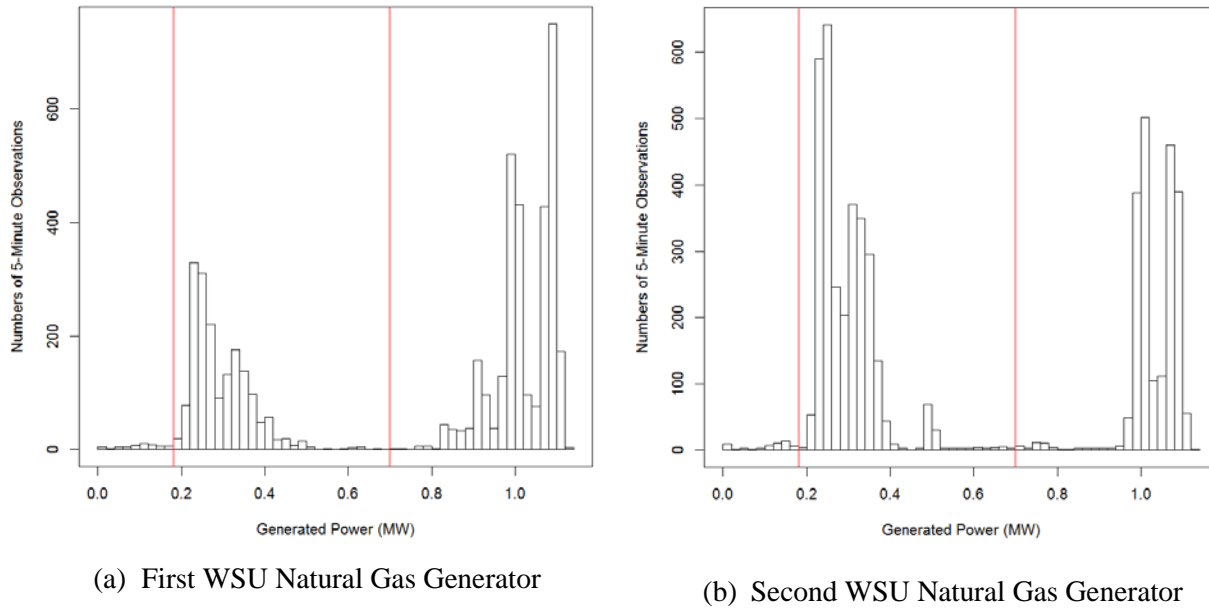 Numbers of 5-Minute Observations
600
400
200
0
0.0 0.2 0.4 0.6 0.8 1.0
Generated Power (MW)
(a) First WSU Natural Gas Generator
Numbers of 5-Minute Observations
600
500
400
300
200
100
0
0.0 0.2 0.4 0.6 0.8 1.0
Generated Power (MW)
(b) Second WSU Natural Gas Generator